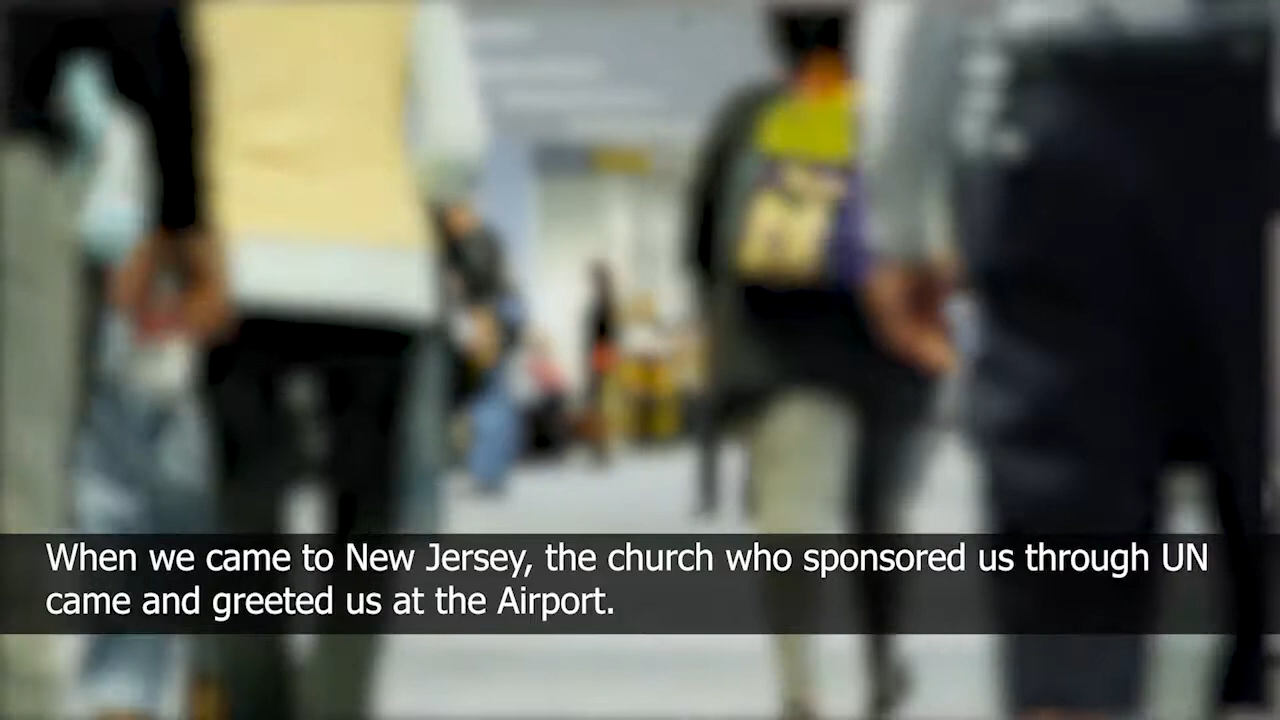 When we came to New Jersey, the church who sponsored us through UN
came and greeted us at the Airport.